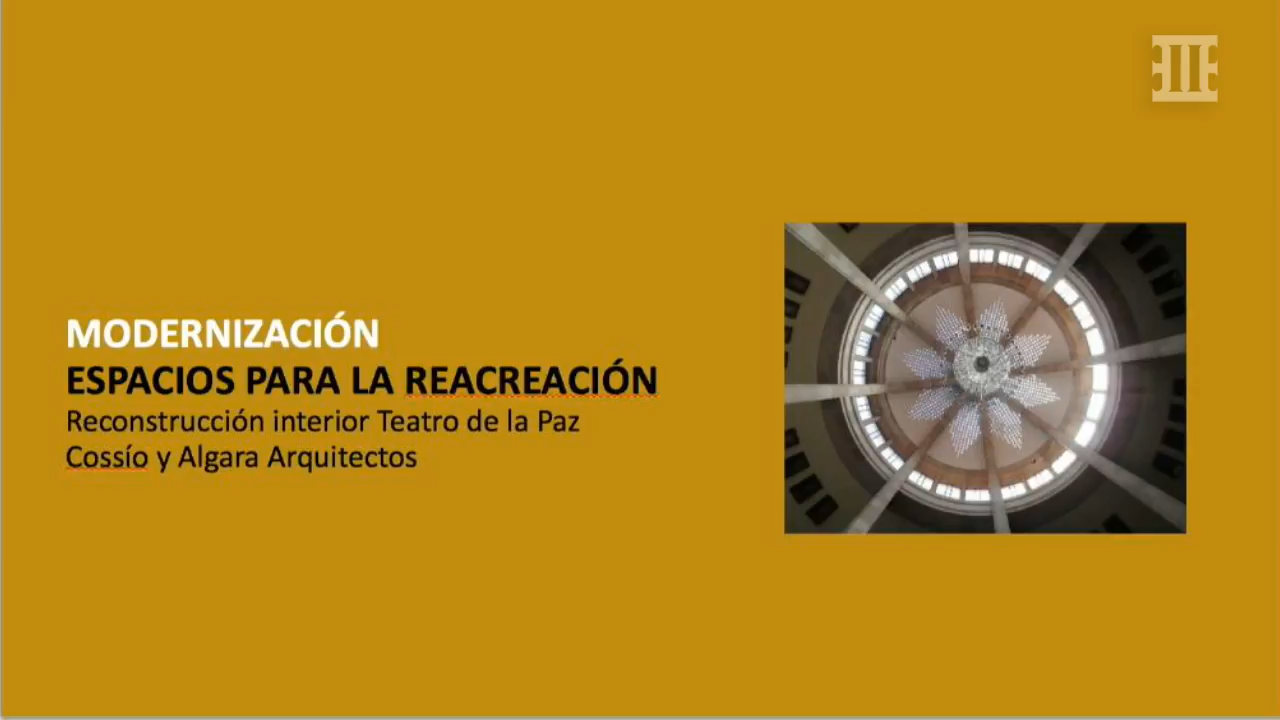 MODERNIZACIÓN
ESPACIOS PARA LA REACREACIÓN
Reconstrucción interior Teatro de la Paz
Cossío y Algara Arquitectos